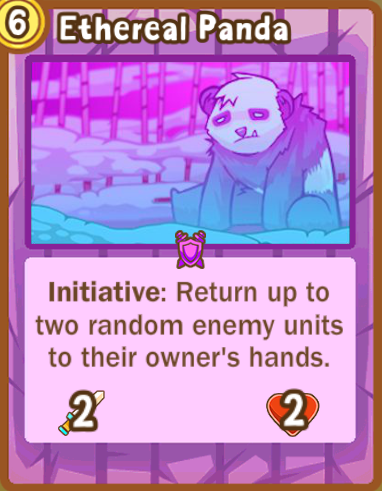 6
Ethereal Panda
Initiative: Return up to
two random enemy units
to their owner's hands.
2
2